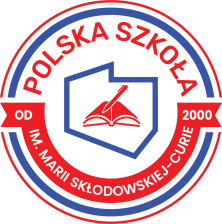 POLSKA SZKOŁA
OD 2000
IM. MARII SKŁODOWSKIEJ-CURIE